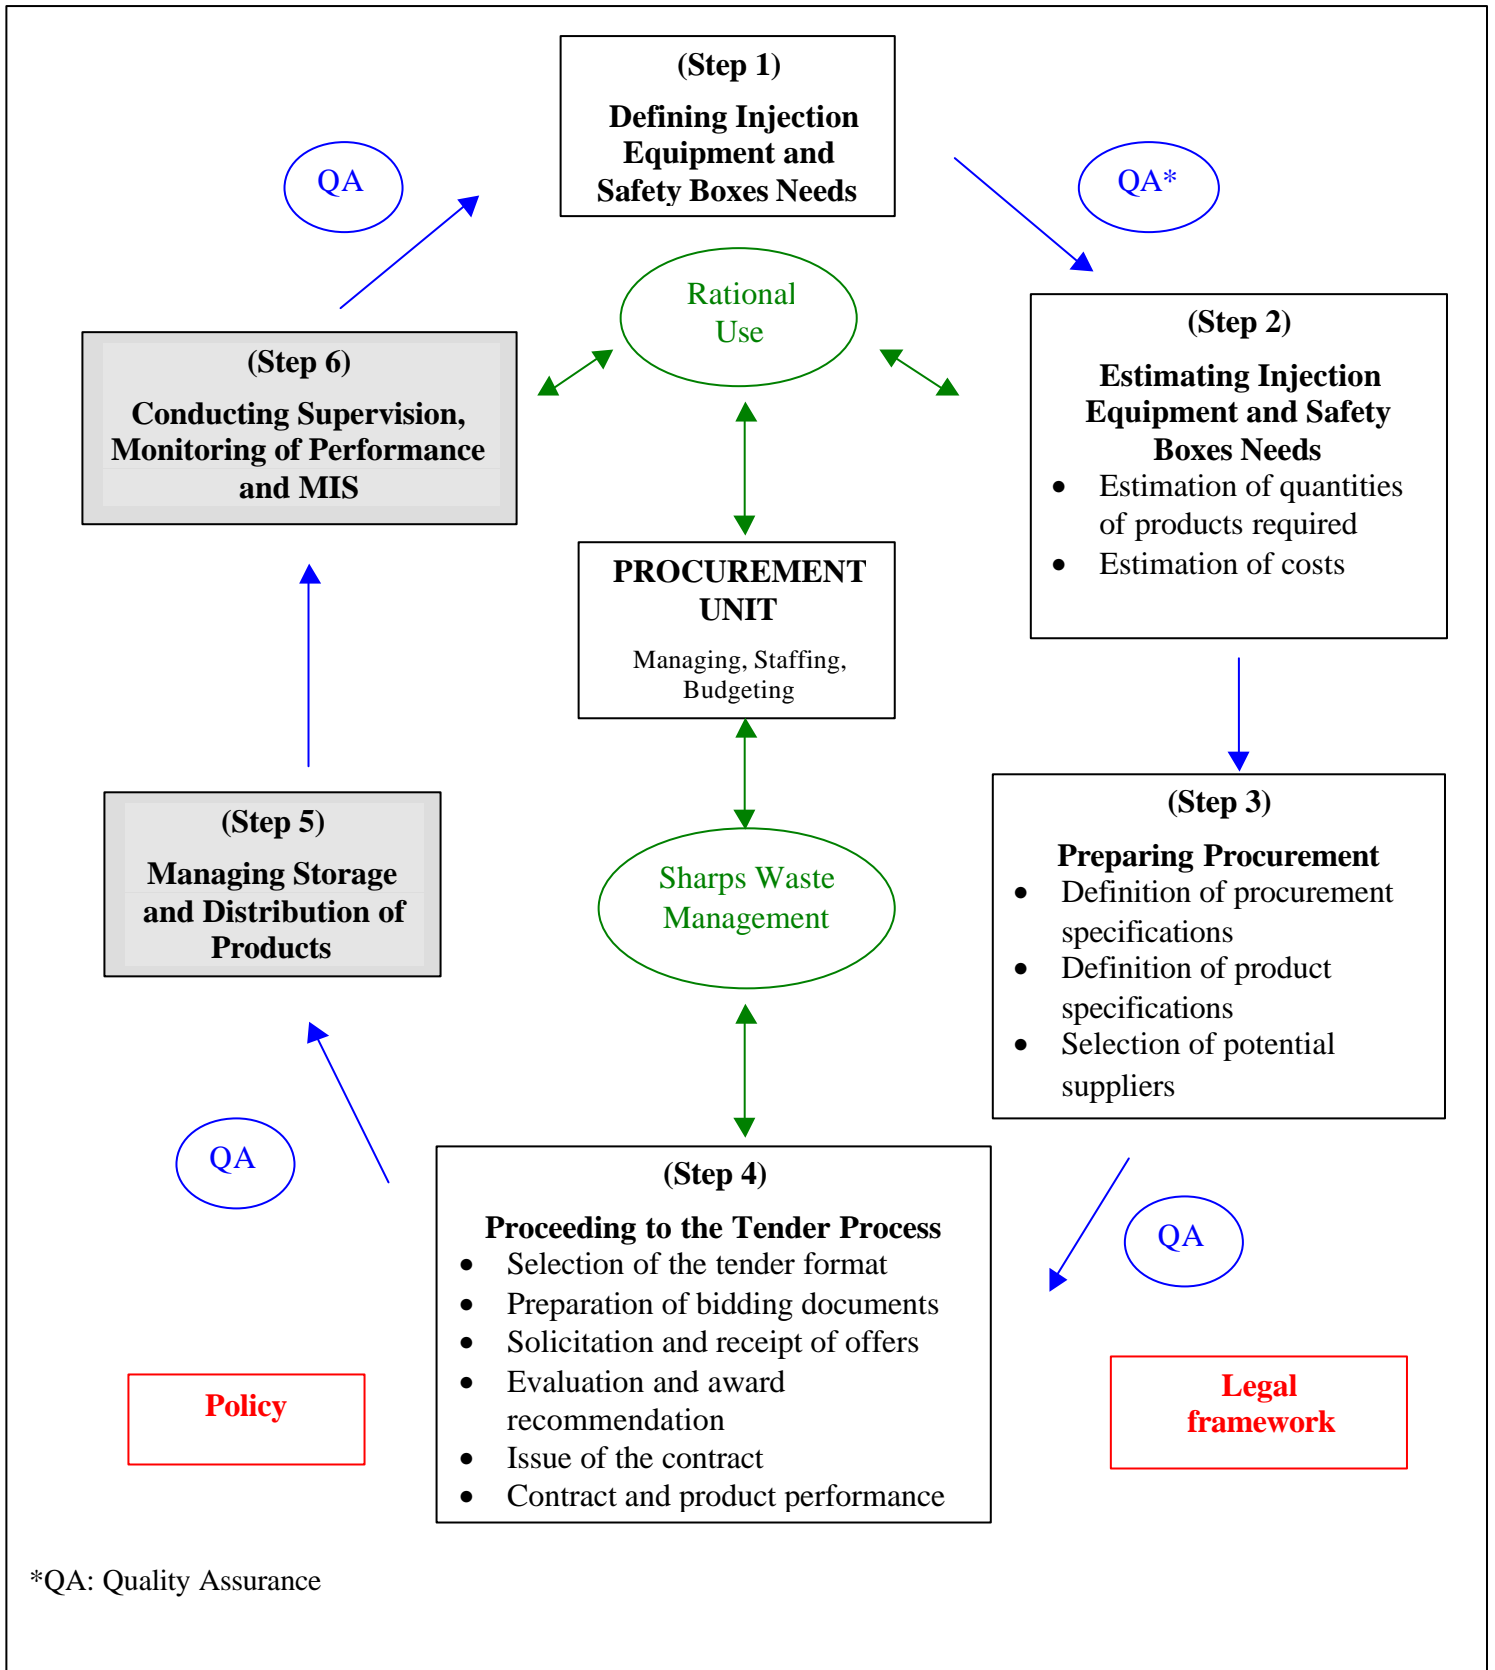 (Step 1)
Defining Injection
Equipment and
Safety Boxes Needs
QA
QA*
Rational
Use
(Step 2)
Estimating Injection
Equipment and Safety
Boxes Needs
• Estimation of quantities
of products required
• Estimation of costs
(Step 6)
Conducting Supervision,
Monitoring of Performance
and MIS
PROCUREMENT
UNIT
Managing, Staffing,
Budgeting
(Step 3)
Preparing Procurement
• Definition of procurement
specifications
• Definition of product
specifications
• Selection of potential
suppliers
(Step 5)
Managing Storage
and Distribution of
Products
Sharps Waste
Management
QA
(Step 4)
Proceeding to the Tender Process
• Selection of the tender format
• Preparation of bidding documents
• Solicitation and receipt of offers
• Evaluation and award
recommendation
• Issue of the contract
• Contract and product performance
QA
Policy
Legal
framework
*QA: Quality Assurance